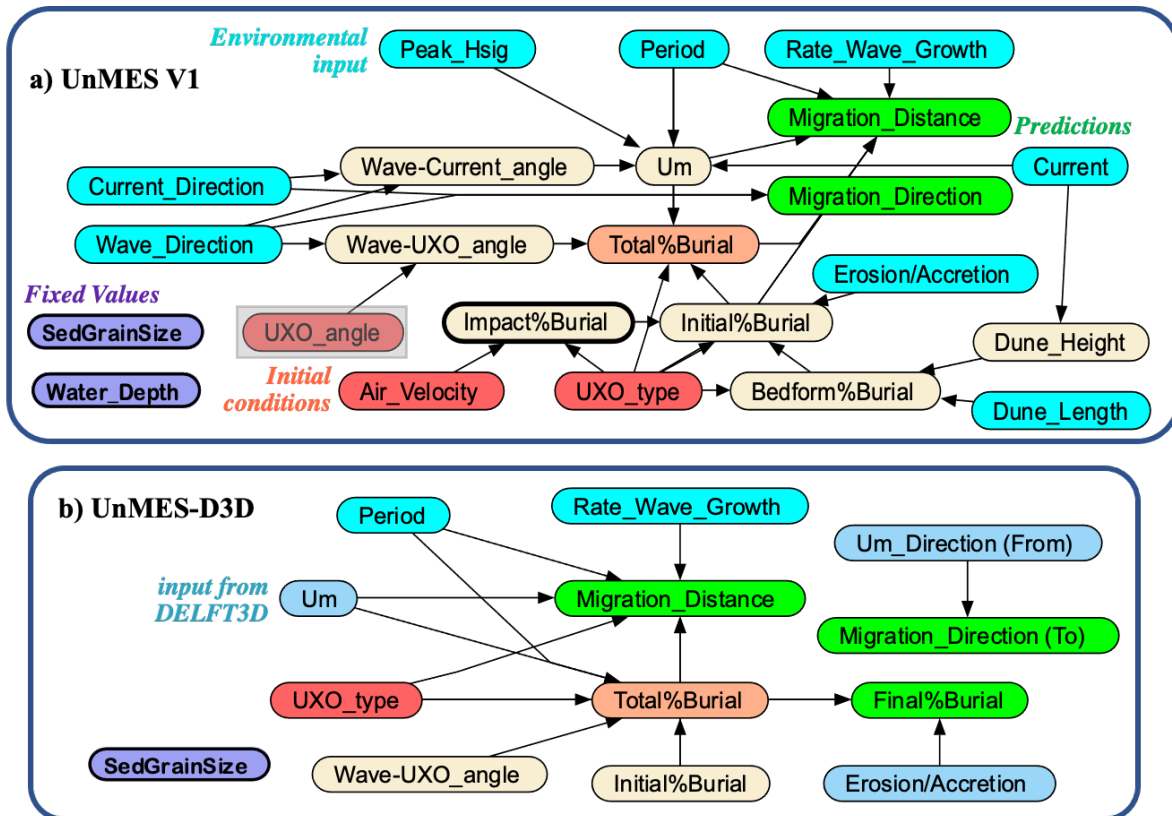 Environmental
input
Peak_Hsig
Period
Rate_Wave_Growth
a) UnMES V1
Migration_Distance
Predictions
Wave-Current_angle
Um
Current
Current_Direction
Migration_Direction
Wave_Direction
Wave-UXO_angle
Total%Burial
Erosion/Accretion
Fixed Values
SedGrainSize
UXO_angle
Impact%Burial
Initial%Burial
Dune_Height
Water_Depth
Initial
conditions
Air_Velocity
UXO_type
Bedform%Burial
Dune_Length
b) UnMES-D3D
Period
Rate_Wave_Growth
Um_Direction (From)
input from
DELFT3D
Um
Migration_Distance
Migration_Direction (To)
UXO_type
Total%Burial
Final%Burial
SedGrainSize
Wave-UXO_angle
Initial%Burial
Erosion/Accretion